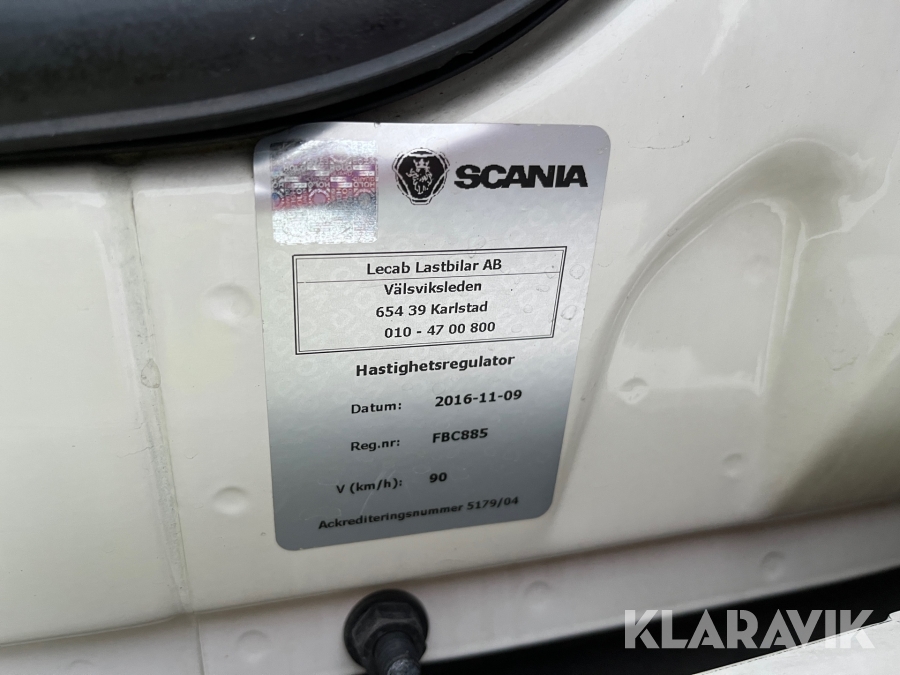 SCANIA
Lecab Lastbilar AB
Välsviksleden
654 39 Karlstad
010 - 47 00 800
Hastighetsregulator
Datum: 2016-11-09
Reg.nr: FBC885
V (km/h): 90
Ackrediteringsnummer 5179/04
KLARAVIK